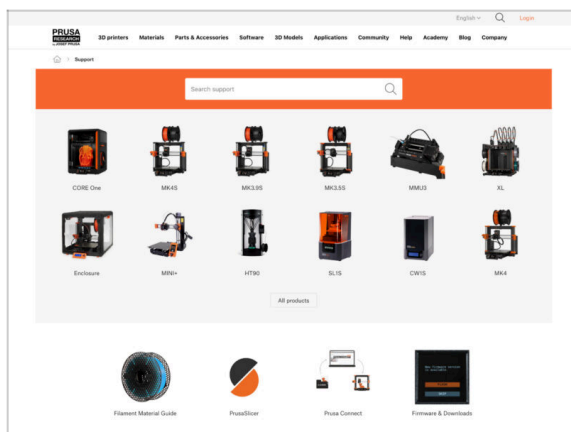 English
Login
PRUSA
RESEARCH
by JOSEF PRUSA
3D printers Materials Parts & Accessories Software 3D Models Applications Community Help Academy Blog Company
Support
Search support
CORE One MK4S MK3.9S MK3.5S MMU3 XL
Enclosure MINI+ HT90 SL1S CW1S MK4
All products
Filament Material Guide PrusaSlicer Prusa Connect Firmware & Downloads